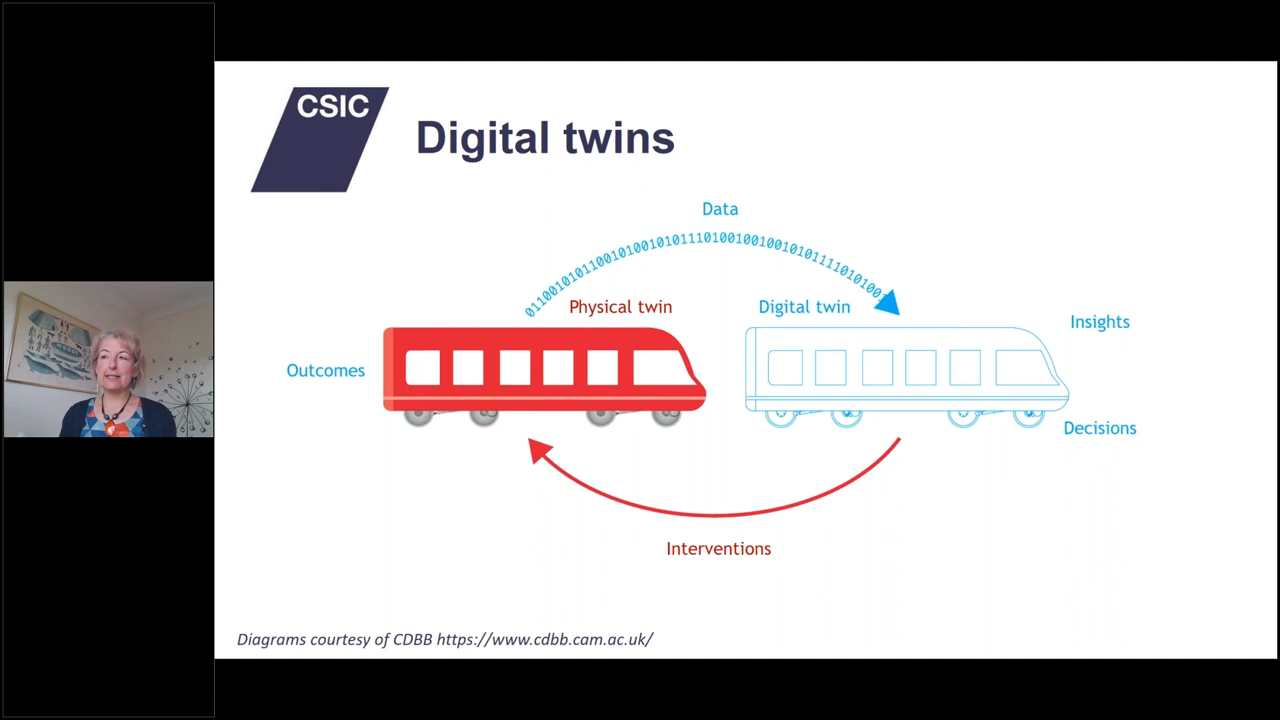 CSIC
Digital twins
Data
Physical twin
Digital twin
Insights
Outcomes
Decisions
Interventions
Diagrams courtesy of CDBB https://www.cdbb.cam.ac.uk/